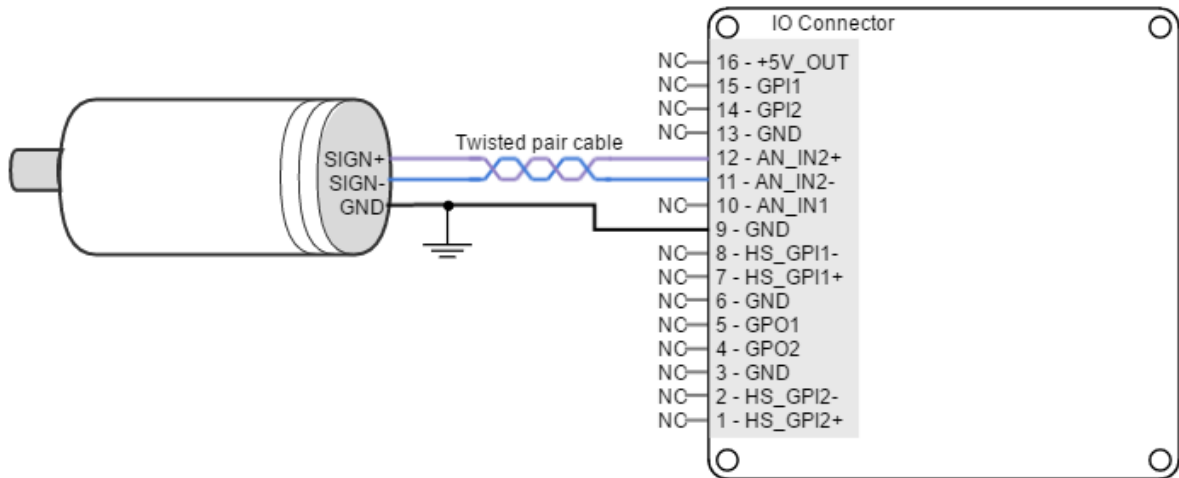 IO Connector
NC 16 - +5V_OUT
NC 15 - GPI1
NC 14 - GPI2
NC 13 - GND
Twisted pair cable
SIGN+ 12 - AN_IN2+
SIGN- 11 - AN_IN2-
GND NC 10 - AN_IN1
9 - GND
NC 8 - HS_GPI1-
NC 7 - HS_GPI1+
NC 6 - GND
NC 5 - GPO1
NC 4 - GPO2
NC 3 - GND
NC 2 - HS_GPI2-
NC 1 - HS_GPI2+